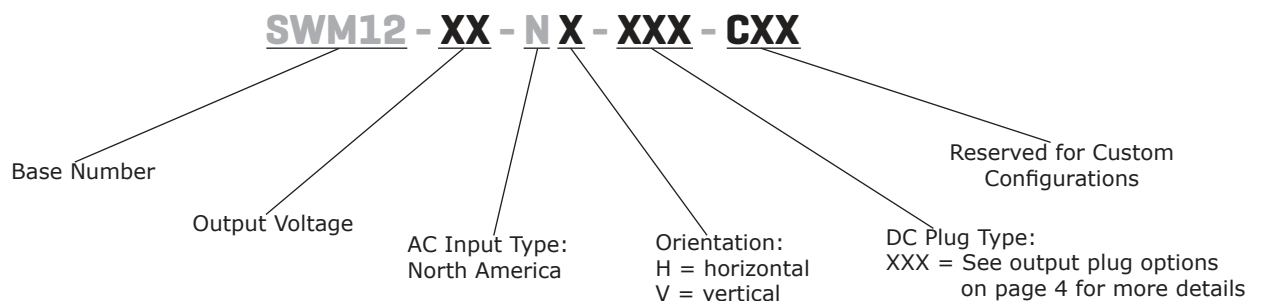 SWM12 - XX - N X - XXX - CXX
Base Number
Output Voltage
AC Input Type:
North America
Orientation:
H = horizontal
V = vertical
DC Plug Type:
XXX = See output plug options
on page 4 for more details
Reserved for Custom
Configurations